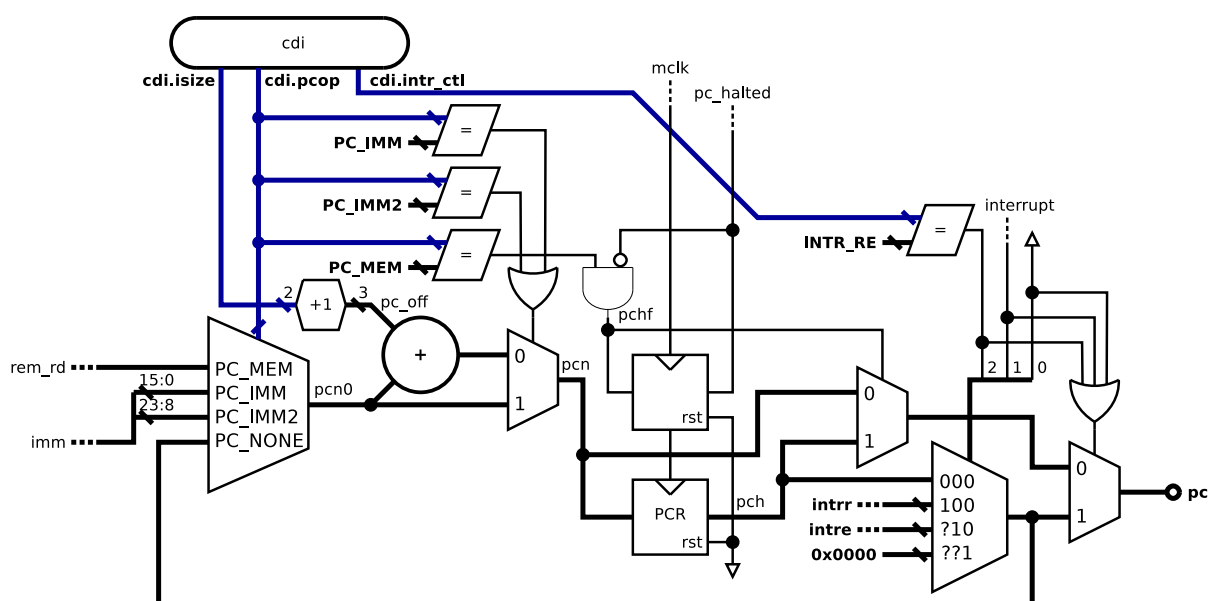 cdi
cdi.isize
cdi.pcop
cdi.intr_ctl
mclk
pc_halted
PC_IMM
=
PC_IMM2
=
PC_MEM
=
INTR_RE
=
interrupt
2
+1
3
pc_off
pchf
+
rem_rd
PC_MEM
15:0
PC_IMM
23:8
PC_IMM2
imm
PC_NONE
pcn0
0
1
pcn
rst
2
1
0
0
1
PCR
pch
rst
000
intrr
100
intre
?10
0x0000
??1
0
1
pc